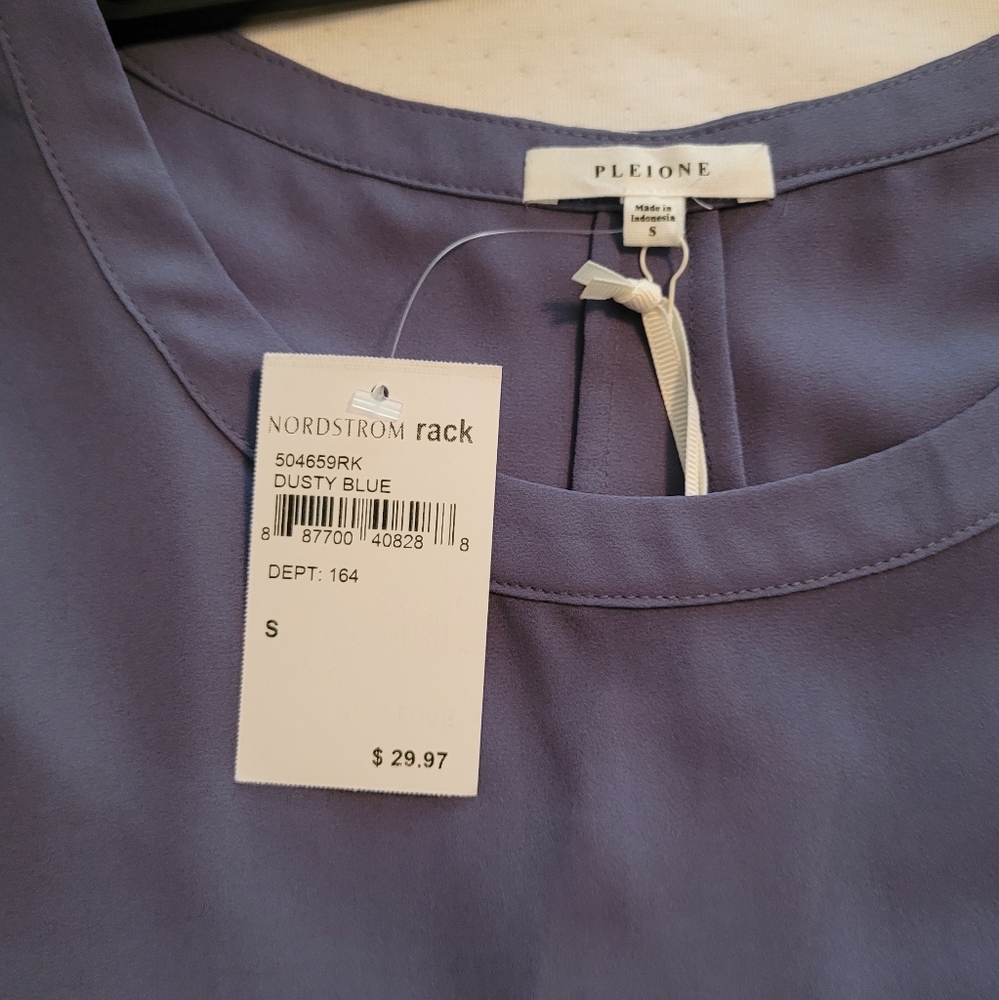 PLEIONE
Made in
Indonesia
S
NORDSTROM rack
504659RK
DUSTY BLUE
8 87700 40828 8
DEPT: 164
S
$ 29.97